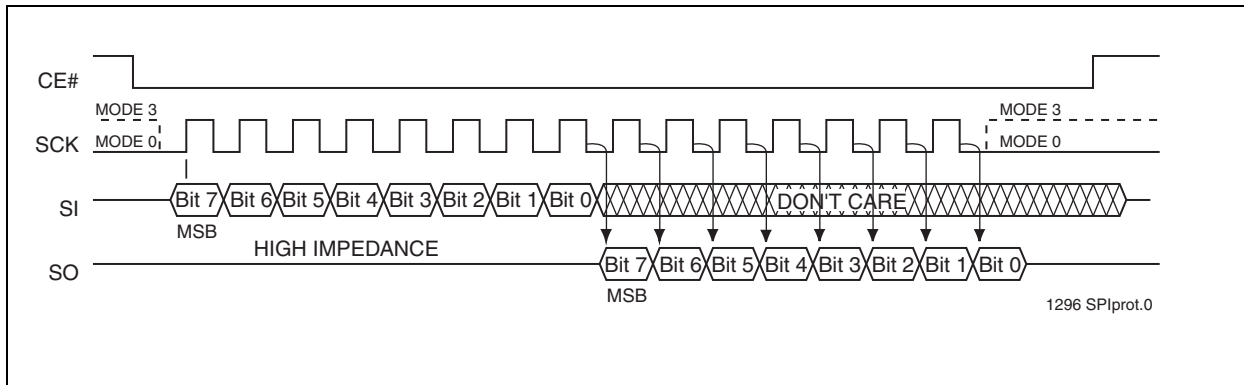 CE#
MODE 3
MODE 3
SCK
MODE 0
MODE 0
SI
Bit 7 Bit 6 Bit 5 Bit 4 Bit 3 Bit 2 Bit 1 Bit 0
DON'T CARE
MSB
HIGH IMPEDANCE
SO
Bit 7 Bit 6 Bit 5 Bit 4 Bit 3 Bit 2 Bit 1 Bit 0
MSB
1296 SPIprot.0